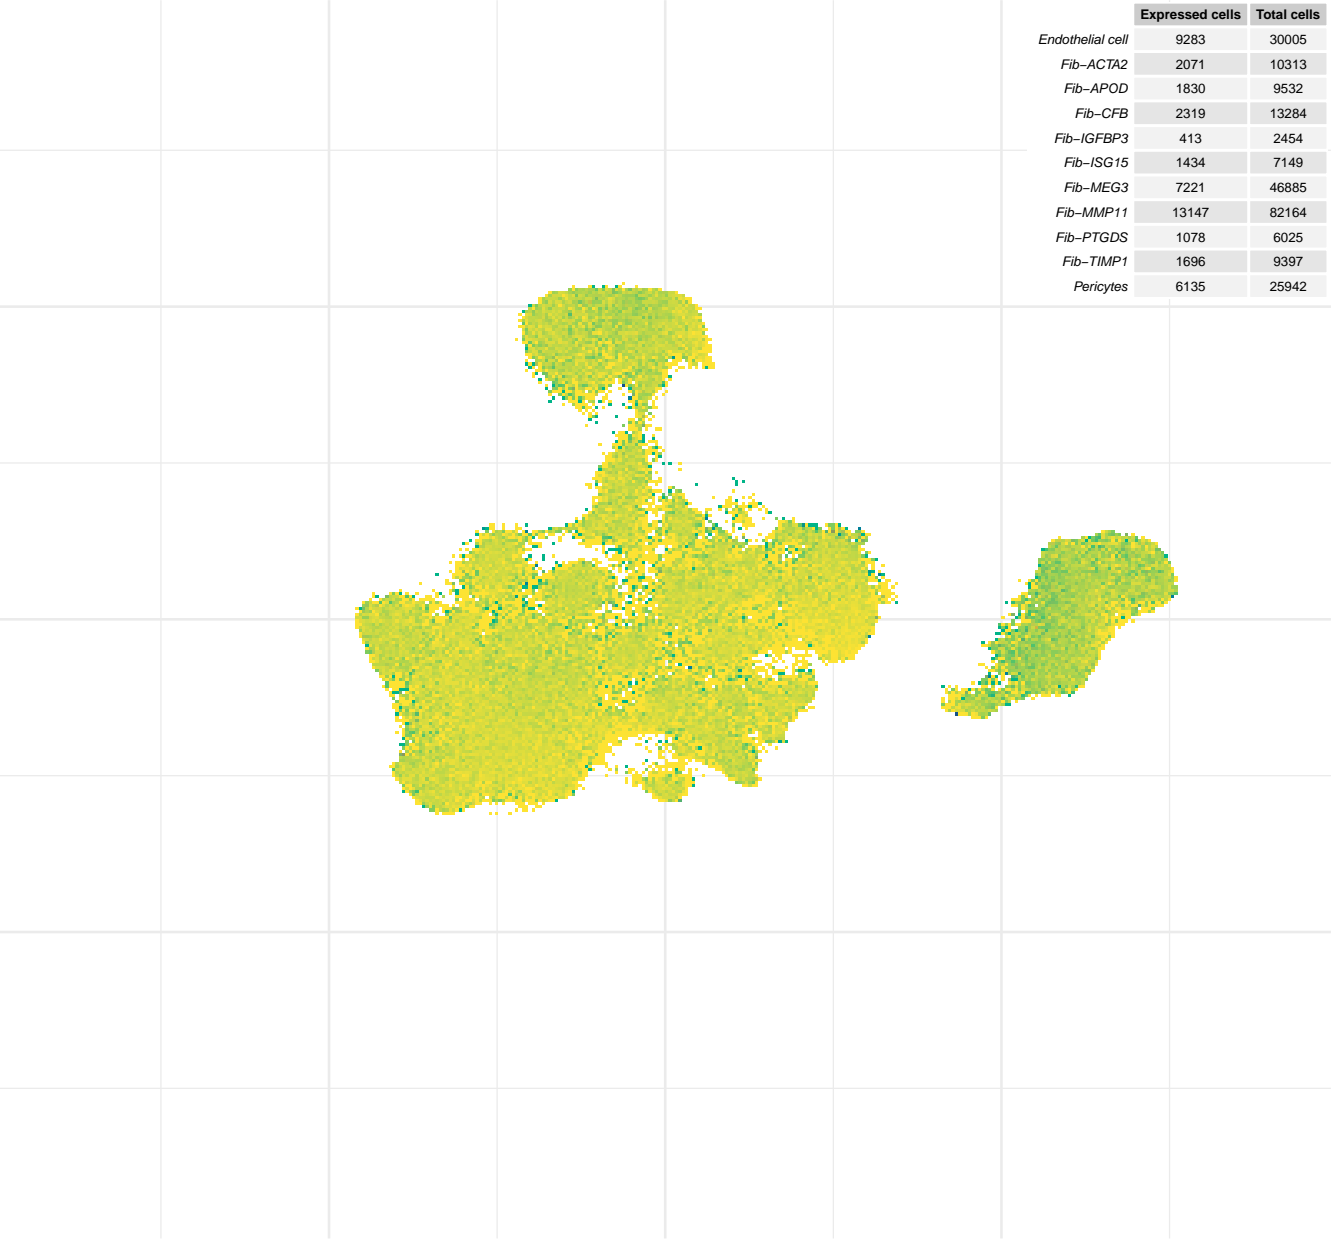 Expressed cells Total cells
Endothelial cell 9283 30005
Fib−ACTA2 2071 10313
Fib−APOD 1830 9532
Fib−CFB 2319 13284
Fib−IGFBP3 413 2454
Fib−ISG15 1434 7149
Fib−MEG3 7221 46885
Fib−MMP11 13147 82164
Fib−PTGDS 1078 6025
Fib−TIMP1 1696 9397
Pericytes 6135 25942